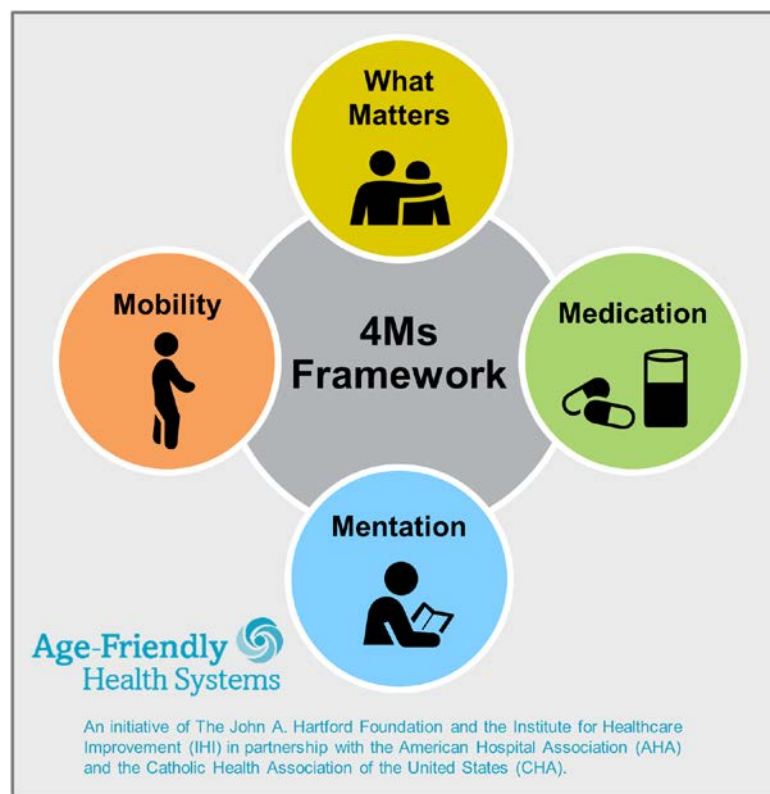 What
Matters
Mobility
4Ms
Framework
Medication
Mentation
Age-Friendly
Health Systems
An initiative of The John A. Hartford Foundation and the Institute for Healthcare
Improvement (IHI) in partnership with the American Hospital Association (AHA)
and the Catholic Health Association of the United States (CHA).